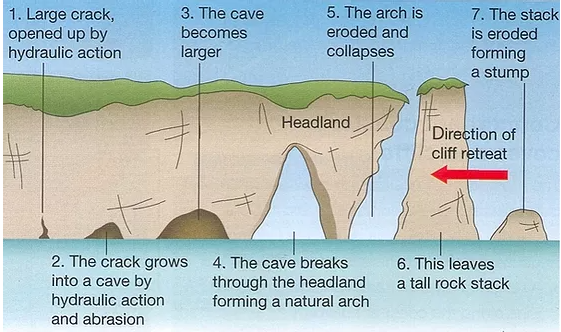 1. Large crack,
opened up by
hydraulic action
3. The cave
becomes
larger
5. The arch is
eroded and
collapses
7. The stack
is eroded
forming
a stump
Headland
Direction of
cliff retreat
2. The crack grows
into a cave by
hydraulic action
and abrasion
4. The cave breaks
through the headland
forming a natural arch
6. This leaves
a tall rock stack